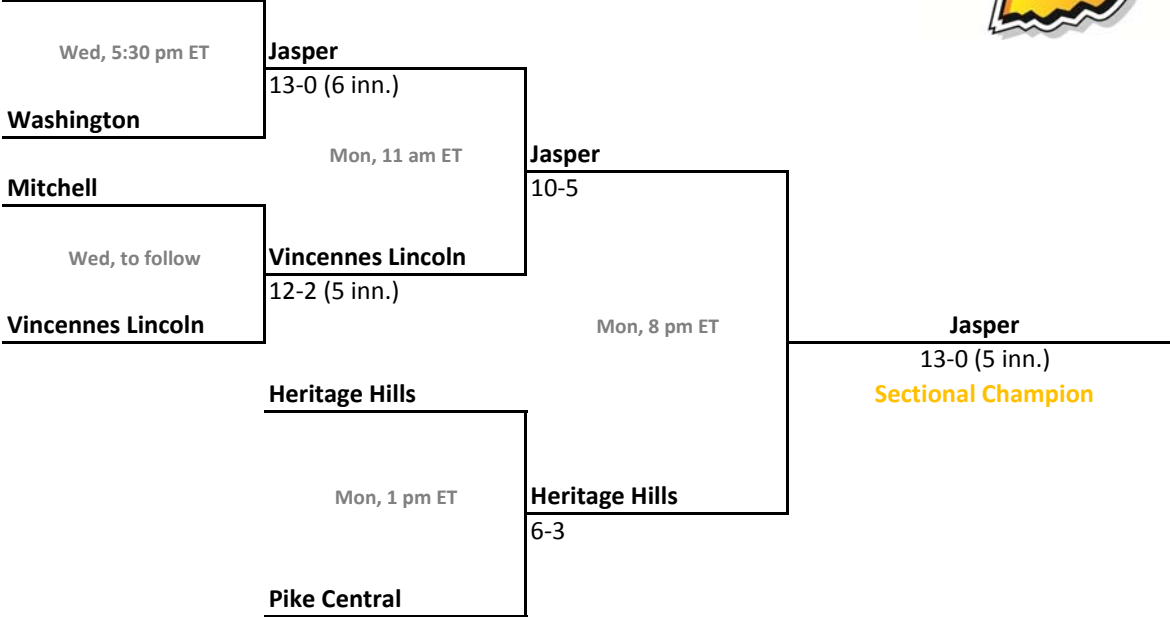 Wed, 5:30 pm ET
Jasper
13-0 (6 inn.)
Washington
Mon, 11 am ET
Jasper
10-5
Mitchell
Wed, to follow
Vincennes Lincoln
12-2 (5 inn.)
Vincennes Lincoln
Mon, 8 pm ET
Jasper
13-0 (5 inn.)
Sectional Champion
Heritage Hills
Mon, 1 pm ET
Heritage Hills
6-3
Pike Central